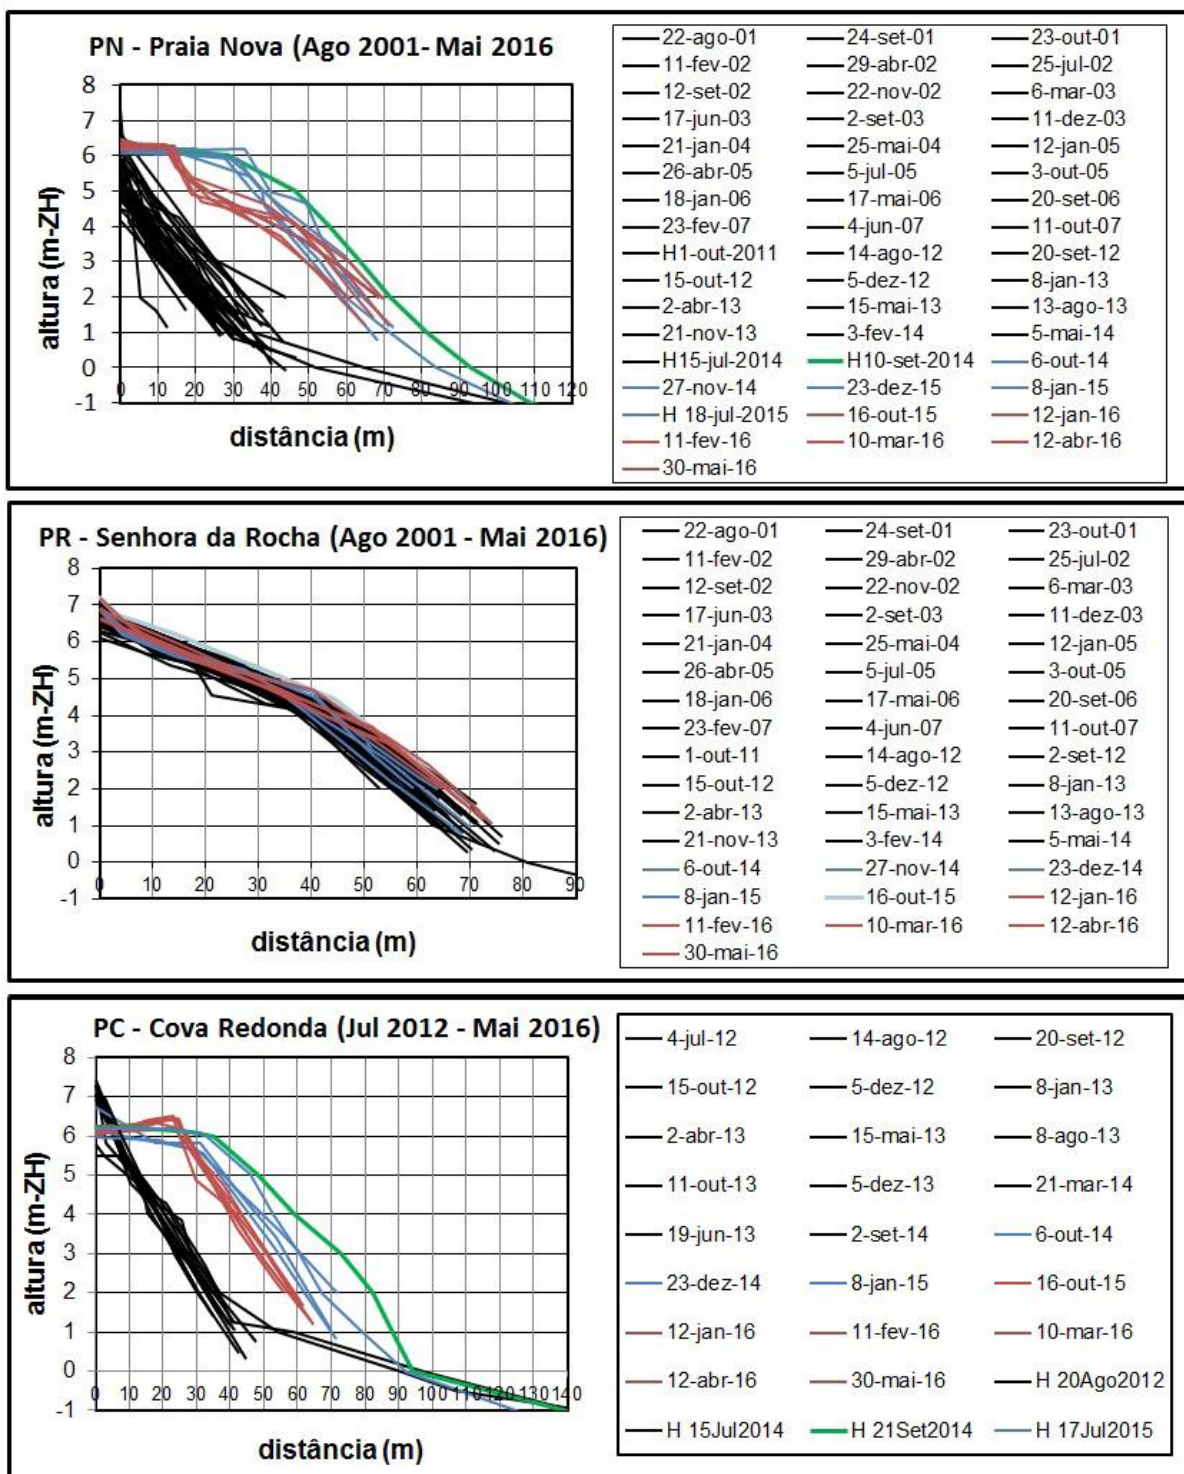 PN - Praia Nova (Ago 2001- Mai 2016
8
7
6
5
4
3
2
1
0
-1
altura (m-ZH)
0 10 20 30 40 50 60 70 80 90 100 110 120
distância (m)
22-ago-01 24-set-01 23-out-01
11-fev-02 29-abr-02 25-jul-02
12-set-02 22-nov-02 6-mar-03
17-jun-03 2-set-03 11-dez-03
21-jan-04 25-mai-04 12-jan-05
26-abr-05 5-jul-05 3-out-05
18-jan-06 17-mai-06 20-set-06
23-fev-07 4-jun-07 11-out-07
H1-out-2011 14-ago-12 20-set-12
15-out-12 5-dez-12 8-jan-13
2-abr-13 15-mai-13 13-ago-13
21-nov-13 3-fev-14 5-mai-14
H15-jul-2014 H10-set-2014 6-out-14
27-nov-14 23-dez-15 8-jan-15
H 18-jul-2015 16-out-15 12-jan-16
11-fev-16 10-mar-16 12-abr-16
30-mai-16
PR - Senhora da Rocha (Ago 2001 - Mai 2016)
8
7
6
5
4
3
2
1
0
-1
altura (m-ZH)
0 10 20 30 40 50 60 70 80 90
distância (m)
22-ago-01 24-set-01 23-out-01
11-fev-02 29-abr-02 25-jul-02
12-set-02 22-nov-02 6-mar-03
17-jun-03 2-set-03 11-dez-03
21-jan-04 25-mai-04 12-jan-05
26-abr-05 5-jul-05 3-out-05
18-jan-06 17-mai-06 20-set-06
23-fev-07 4-jun-07 11-out-07
1-out-11 14-ago-12 2-set-12
15-out-12 5-dez-12 8-jan-13
2-abr-13 15-mai-13 13-ago-13
21-nov-13 3-fev-14 5-mai-14
6-out-14 27-nov-14 23-dez-14
8-jan-15 16-out-15 12-jan-16
11-fev-16 10-mar-16 12-abr-16
30-mai-16
PC - Cova Redonda (Jul 2012 - Mai 2016)
8
7
6
5
4
3
2
1
0
-1
altura (m-ZH)
0 10 20 30 40 50 60 70 80 90 100 110 120 130 140
distância (m)
4-jul-12 14-ago-12 20-set-12
15-out-12 5-dez-12 8-jan-13
2-abr-13 15-mai-13 8-ago-13
11-out-13 5-dez-13 21-mar-14
19-jun-13 2-set-14 6-out-14
23-dez-14 8-jan-15 16-out-15
12-jan-16 11-fev-16 10-mar-16
12-abr-16 30-mai-16 H 20Ago2012
H 15Jul2014 H 21Set2014 H 17Jul2015